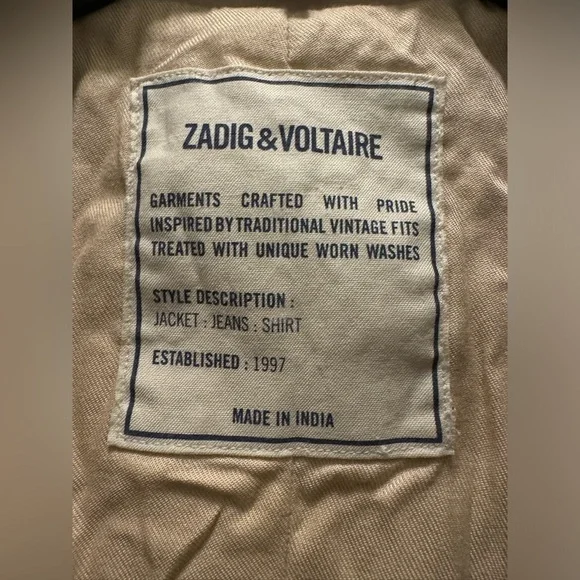 ZADIG & VOLTAIRE
GARMENTS CRAFTED WITH PRIDE
INSPIRED BY TRADITIONAL VINTAGE FITS
TREATED WITH UNIQUE WORN WASHES
STYLE DESCRIPTION :
JACKET : JEANS : SHIRT
ESTABLISHED : 1997
MADE IN INDIA